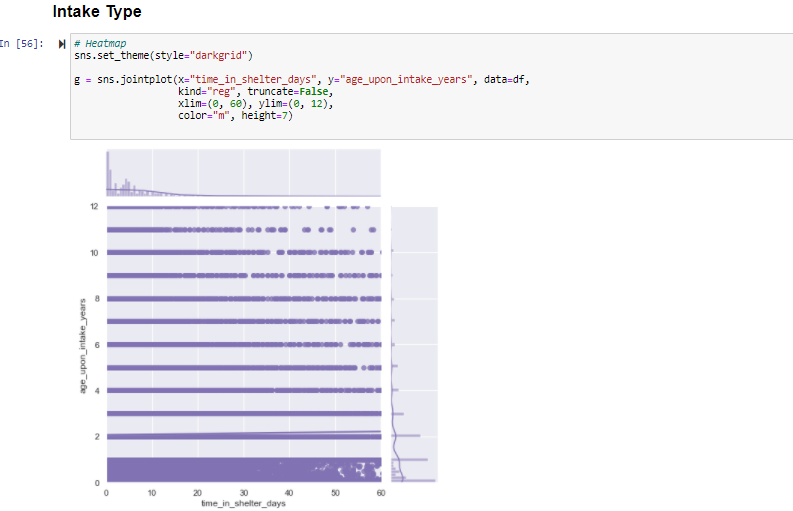 Intake Type
In [56]:
# Heatmap
sns.set_theme(style="darkgrid")
g = sns.jointplot(x="time_in_shelter_days", y="age_upon_intake_years", data=df,
kind="reg", truncate=False,
xlim=(0, 60), ylim=(0, 12),
color="m", height=7)
12
10
8
6
4
2
0
age_upon_intake_years
0 10 20 30 40 50 60
time_in_shelter_days